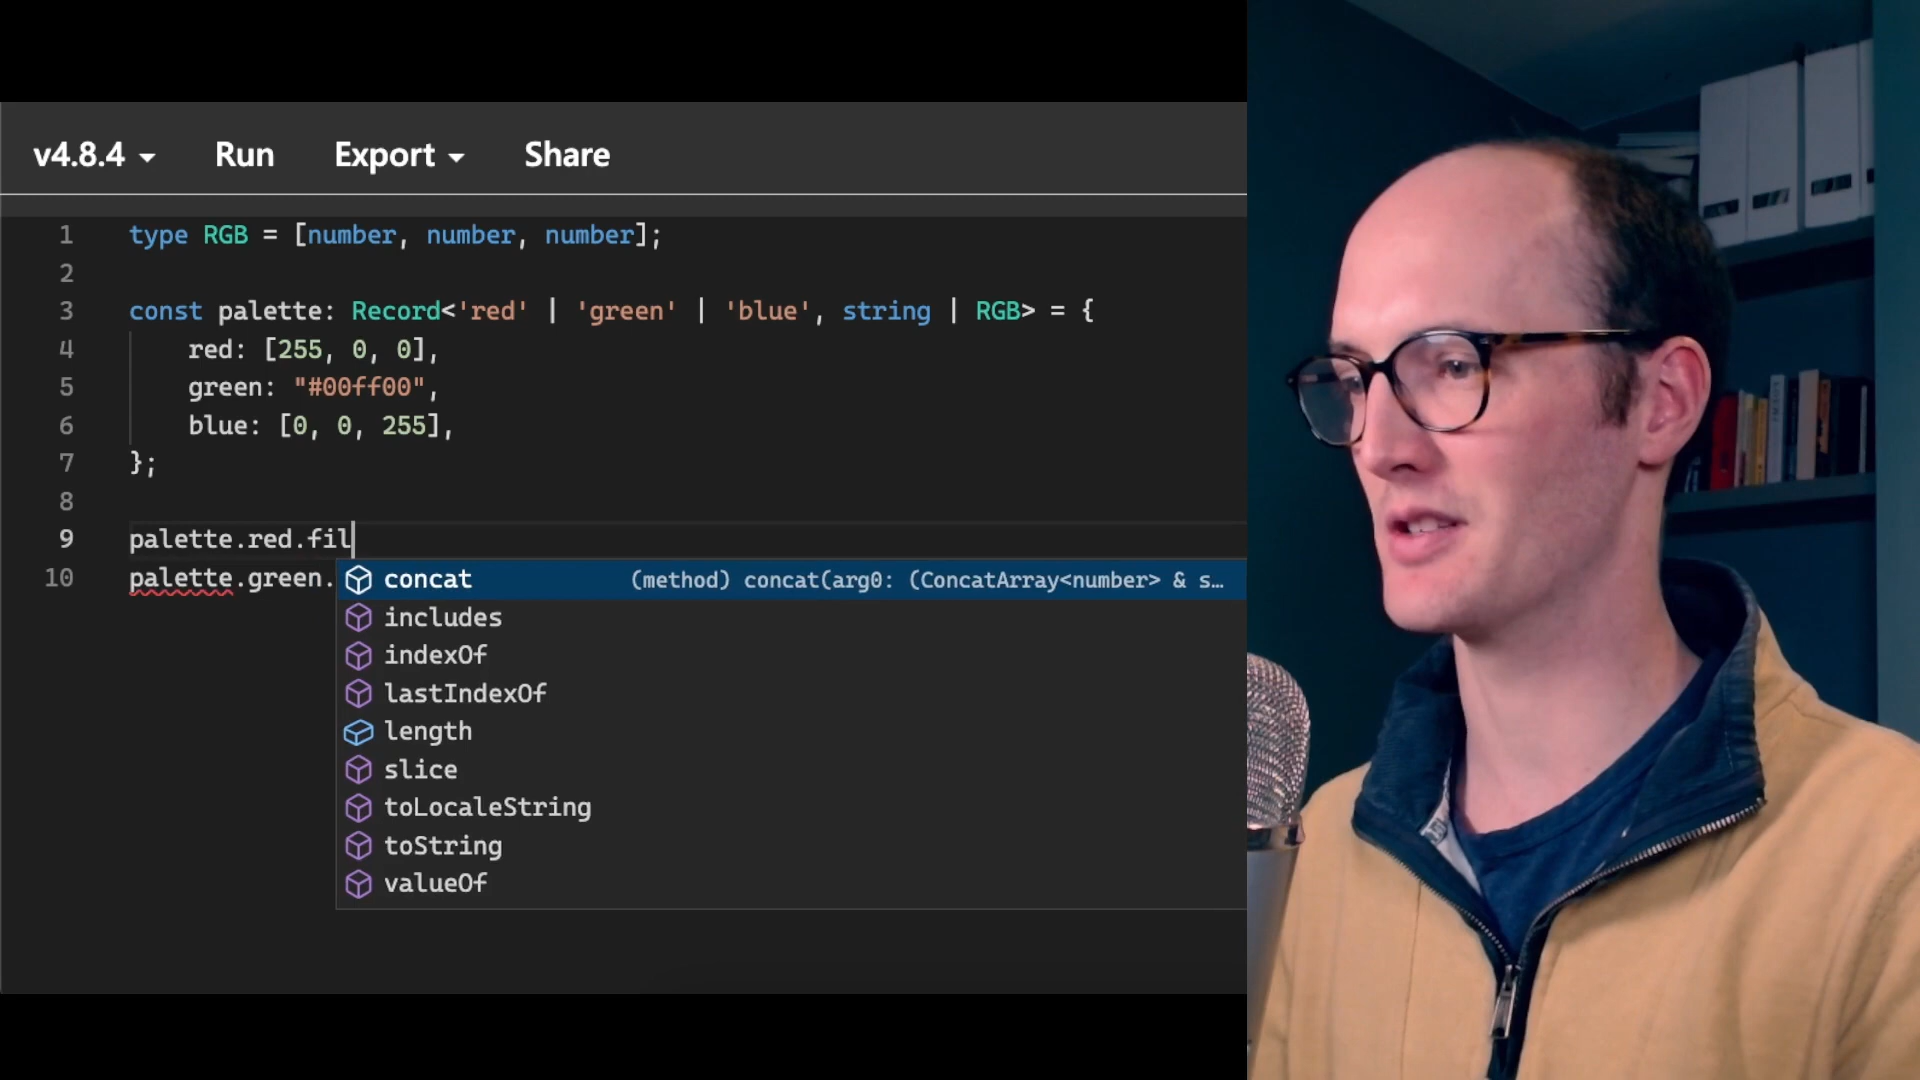 v4.8.4 Run Export Share
1 type RGB = [number, number, number];
2
3 const palette: Record<'red' | 'green' | 'blue', string | RGB> = {
4 red: [255, 0, 0],
5 green: "#00ff00",
6 blue: [0, 0, 255],
7 };
8
9 palette.red.fil
10 palette.green.
concat (method) concat(arg0: (ConcatArray<number> & s…
includes
indexOf
lastIndexOf
length
slice
toLocaleString
toString
valueOf